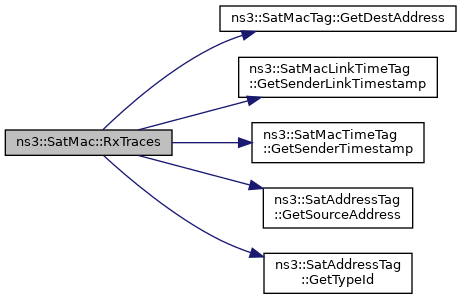 ns3::SatMacTag::GetDestAddress
ns3::SatMacLinkTimeTag
::GetSenderLinkTimestamp
ns3::SatMac::RxTraces
ns3::SatMacTimeTag
::GetSenderTimestamp
ns3::SatAddressTag
::GetSourceAddress
ns3::SatAddressTag
::GetTypeId